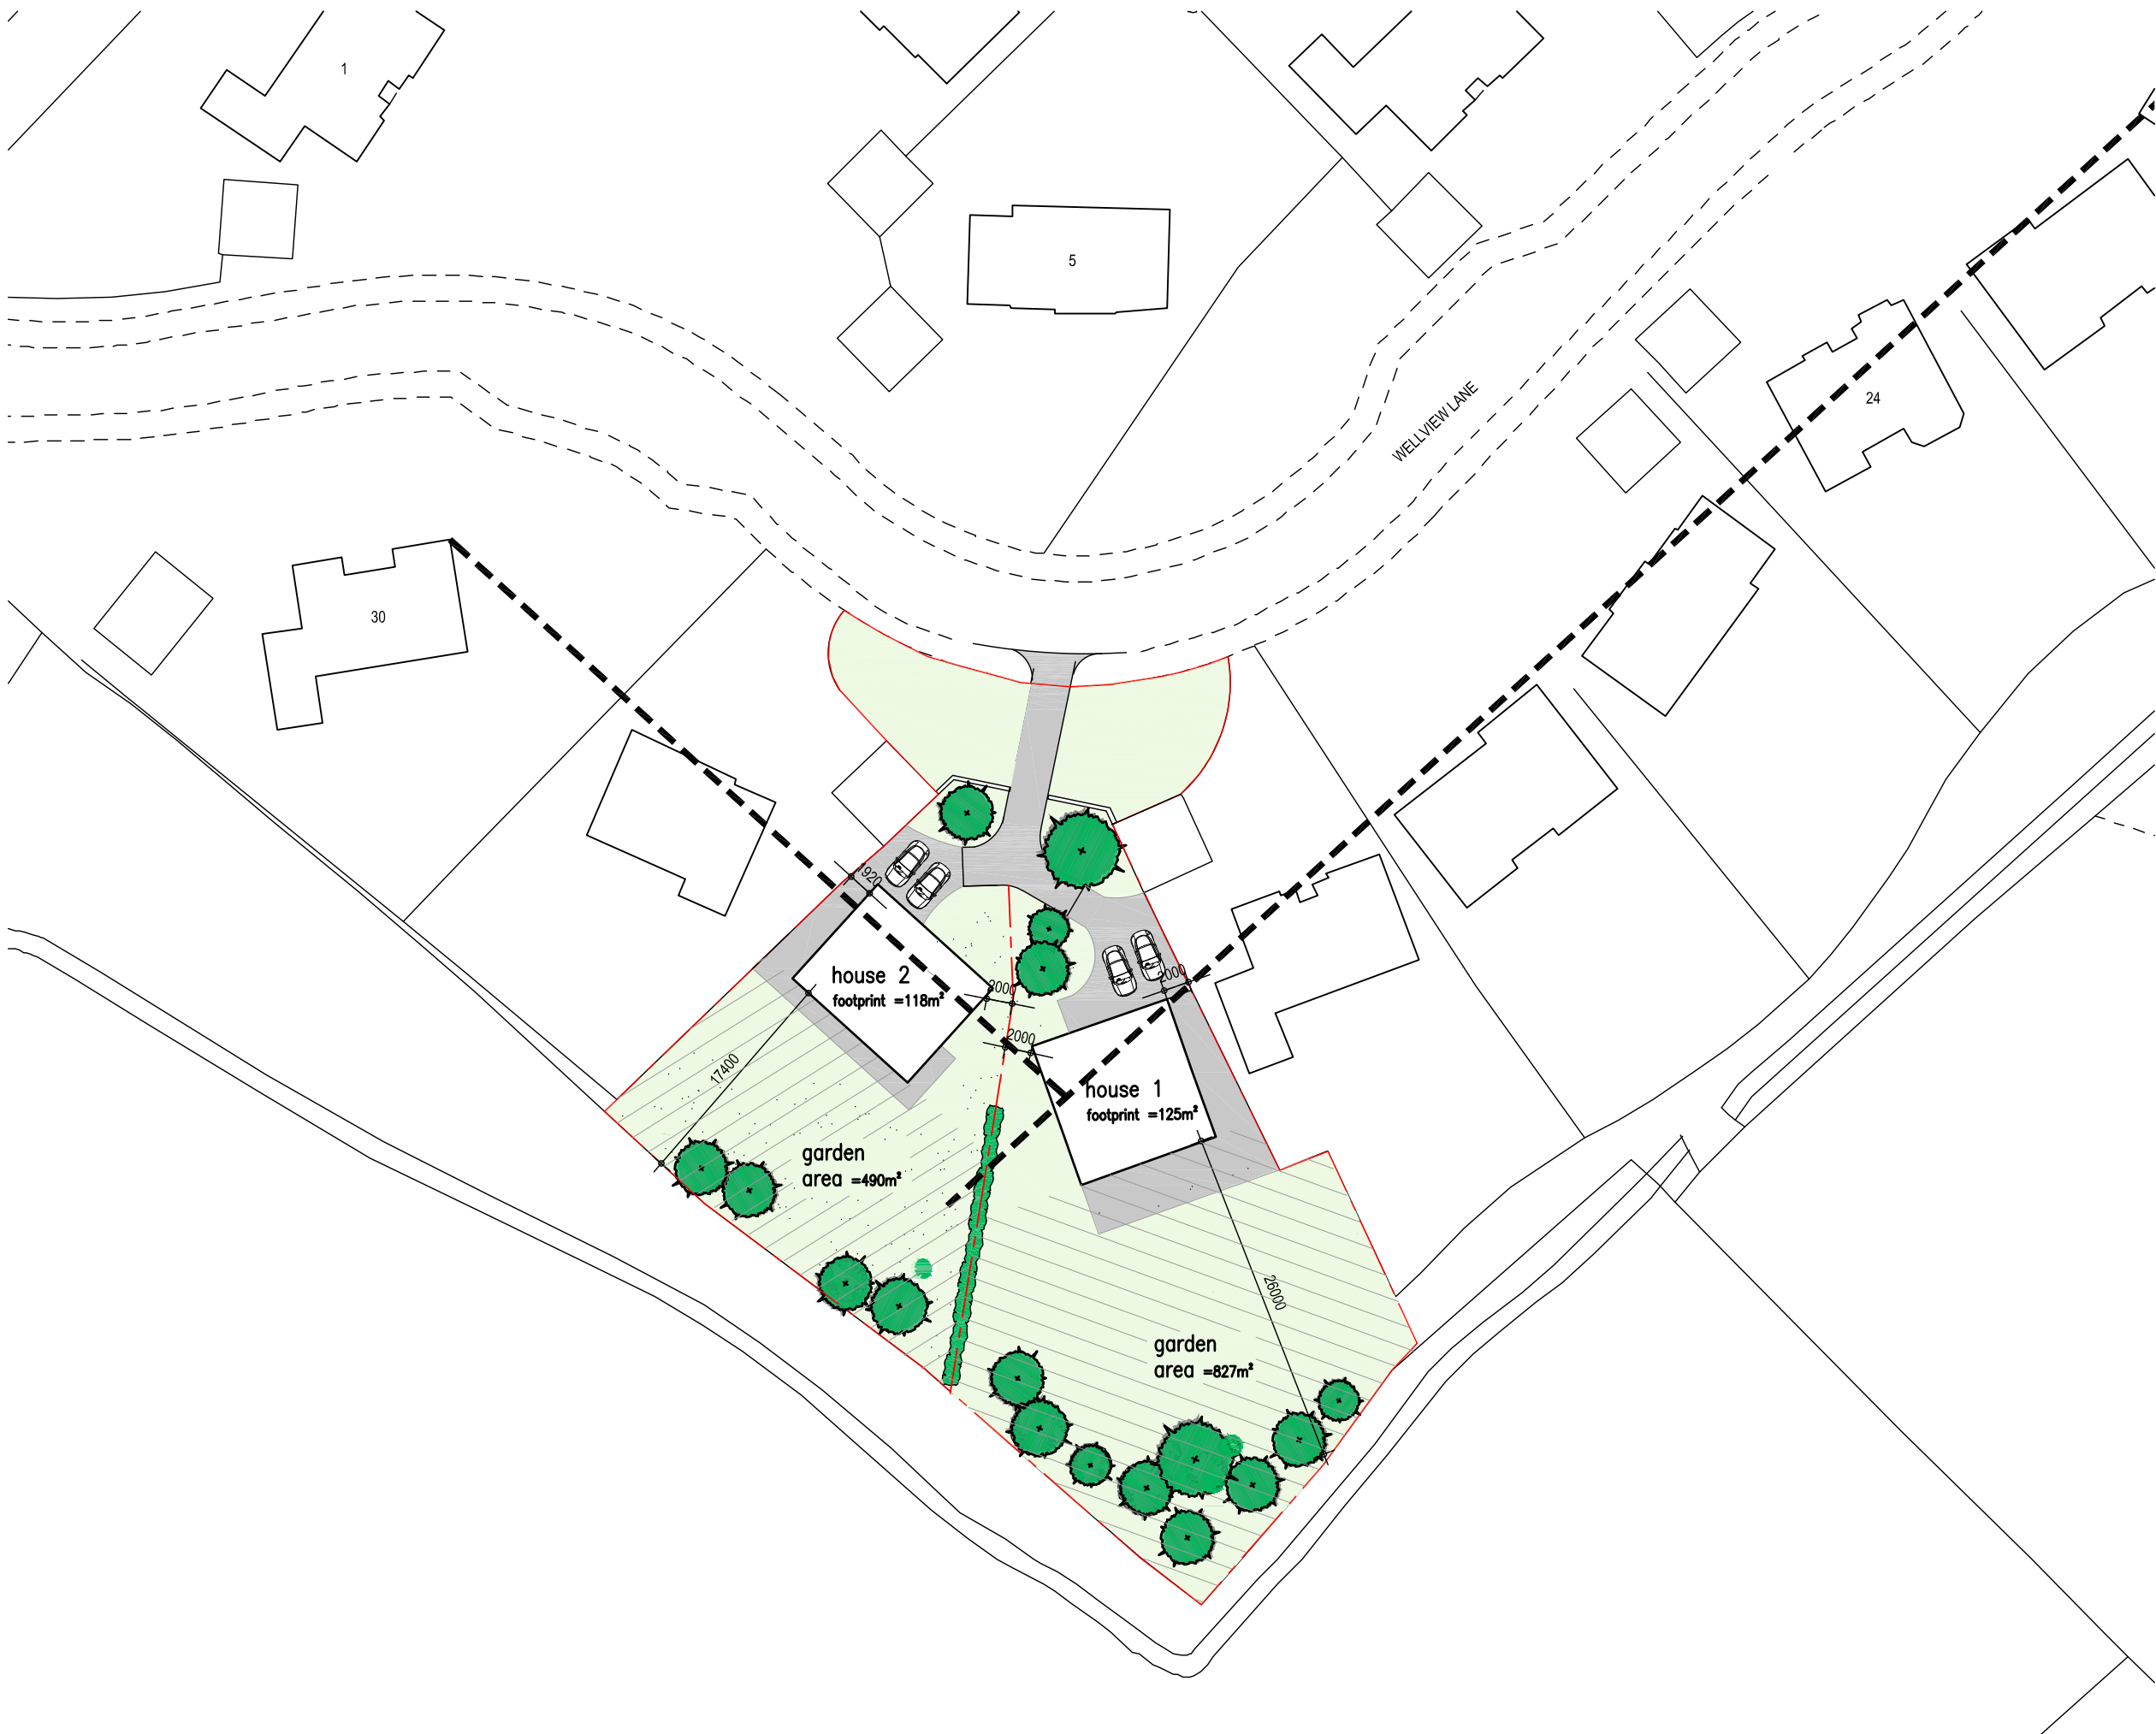 1
5
WELLVIEW LANE
24
30
1920
house 2
footprint =118m²
2000
2000
2000
house 1
footprint =125m²
17400
garden
area =490m²
26000
garden
area =827m²